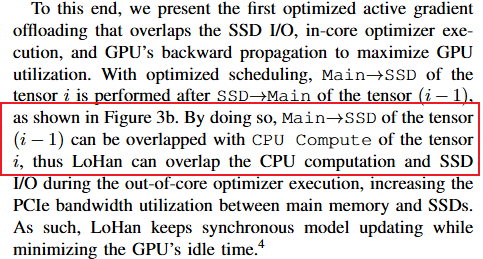 To this end, we present the first optimized active gradient
offloading that overlaps the SSD I/O, in-core optimizer exe-
cution, and GPU's backward propagation to maximize GPU
utilization. With optimized scheduling, Main→SSD of the
tensor i is performed after SSD→Main of the tensor (i − 1),
as shown in Figure 3b. By doing so, Main→SSD of the tensor
(i − 1) can be overlapped with CPU Compute of the tensor
i, thus LoHan can overlap the CPU computation and SSD
I/O during the out-of-core optimizer execution, increasing the
PCIe bandwidth utilization between main memory and SSDs.
As such, LoHan keeps synchronous model updating while
minimizing the GPU's idle time.4